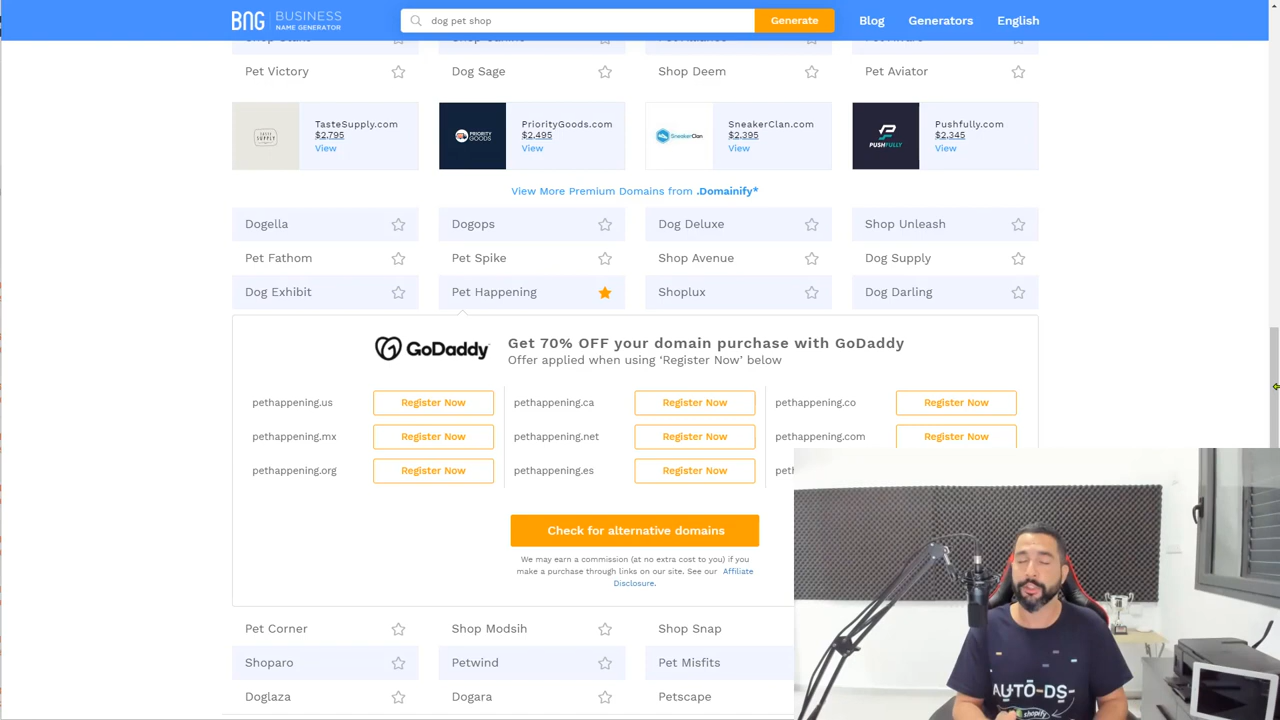 BNG BUSINESS NAME GENERATOR
dog pet shop
Generate
Blog
Generators
English
Pet Victory
Dog Sage
Shop Deem
Pet Aviator
TASTE SUPPLY
TasteSupply.com
$2,795
View
PRIORITY GOODS
PriorityGoods.com
$2,495
View
SneakerClan
SneakerClan.com
$2,395
View
PUSHFULLY
Pushfully.com
$2,345
View
View More Premium Domains from .Domainify*
Dogella
Dogops
Dog Deluxe
Shop Unleash
Pet Fathom
Pet Spike
Shop Avenue
Dog Supply
Dog Exhibit
Pet Happening
Shoplux
Dog Darling
GoDaddy
Get 70% OFF your domain purchase with GoDaddy
Offer applied when using ‘Register Now’ below
pethappening.us
Register Now
pethappening.ca
Register Now
pethappening.co
Register Now
pethappening.mx
Register Now
pethappening.net
Register Now
pethappening.com
Register Now
pethappening.org
Register Now
pethappening.es
Register Now
Check for alternative domains
We may earn a commission (at no extra cost to you) if you
make a purchase through links on our site. See our Affiliate
Disclosure.
Pet Corner
Shop Modsih
Shop Snap
Shoparo
Petwind
Pet Misfits
Doglaza
Dogara
Petscape
AUTO-DS
shopify